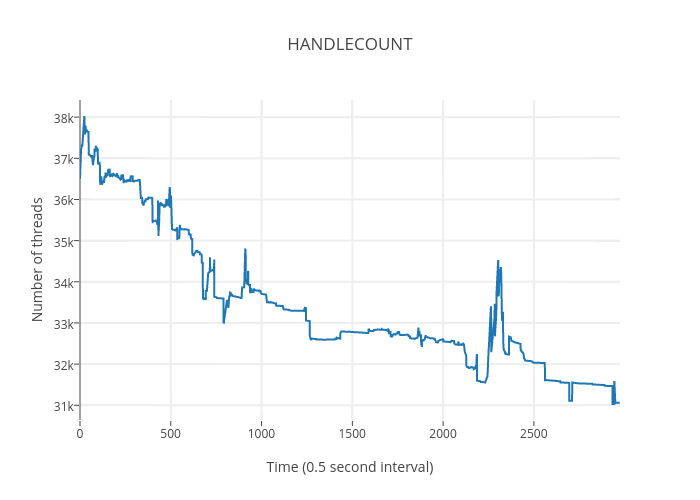 HANDLECOUNT
38k
37k
36k
35k
34k
33k
32k
31k
Number of threads
0 500 1000 1500 2000 2500
Time (0.5 second interval)